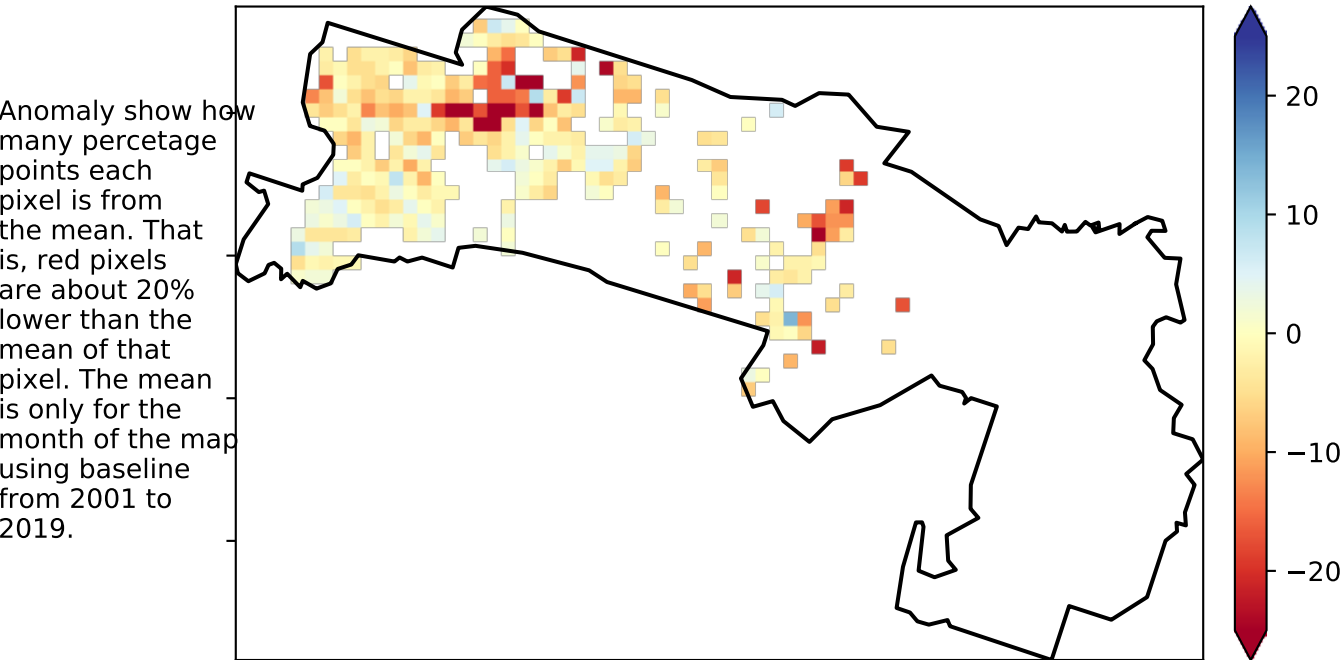 Anomaly show how
many percetage
points each
pixel is from
the mean. That
is, red pixels
are about 20%
lower than the
mean of that
pixel. The mean
is only for the
month of the map
using baseline
from 2001 to
2019.
20
10
0
−10
−20